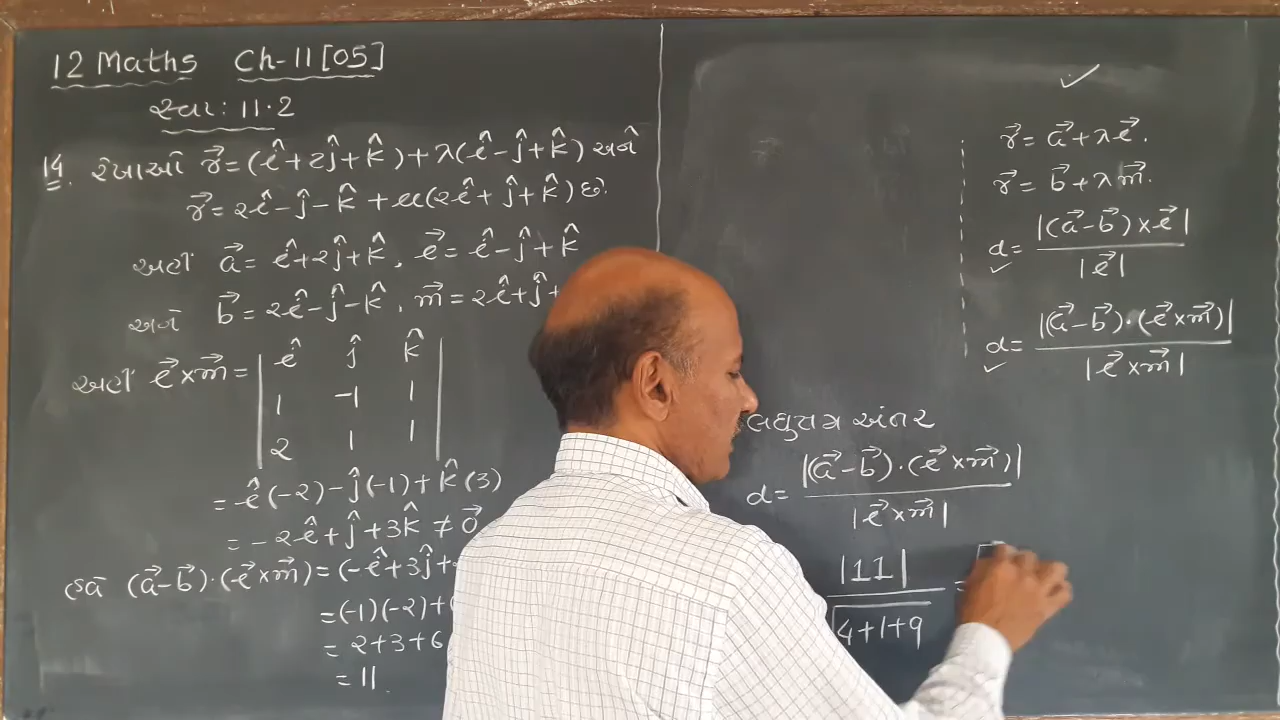 12 Maths Ch-11 [05]
સ્વા: 11.2
14. રેખાઓ r⃗ = (î+2ĵ+k̂) + λ(î-ĵ+k̂) અને
r⃗ = 2î-ĵ-k̂ + μ(2î+ĵ+k̂) છે.
અહીં a⃗ = î+2ĵ+k̂, l⃗ = î-ĵ+k̂
અને b⃗ = 2î-ĵ-k̂, m⃗ = 2î+ĵ+
અહીં l⃗×m⃗ = | î ĵ k̂ |
| 1 -1 1 |
| 2 1 1 |
= î(-2)-ĵ(-1)+k̂(3)
= -2î+ĵ+3k̂ ≠ 0⃗
હવે (a⃗-b⃗)·(l⃗×m⃗) = (-î+3ĵ+
= (-1)(-2)+
= 2+3+6
= 11.
✓
r⃗ = a⃗+λl⃗.
r⃗ = b⃗+λm⃗.
d = |(a⃗-b⃗)×l⃗| / |l⃗|
✓
d = |(a⃗-b⃗)·(l⃗×m⃗)| / |l⃗×m⃗|
✓
લઘુત્તમ અંતર
d = |(a⃗-b⃗)·(l⃗×m⃗)| / |l⃗×m⃗|
|11| / √4+1+9 =